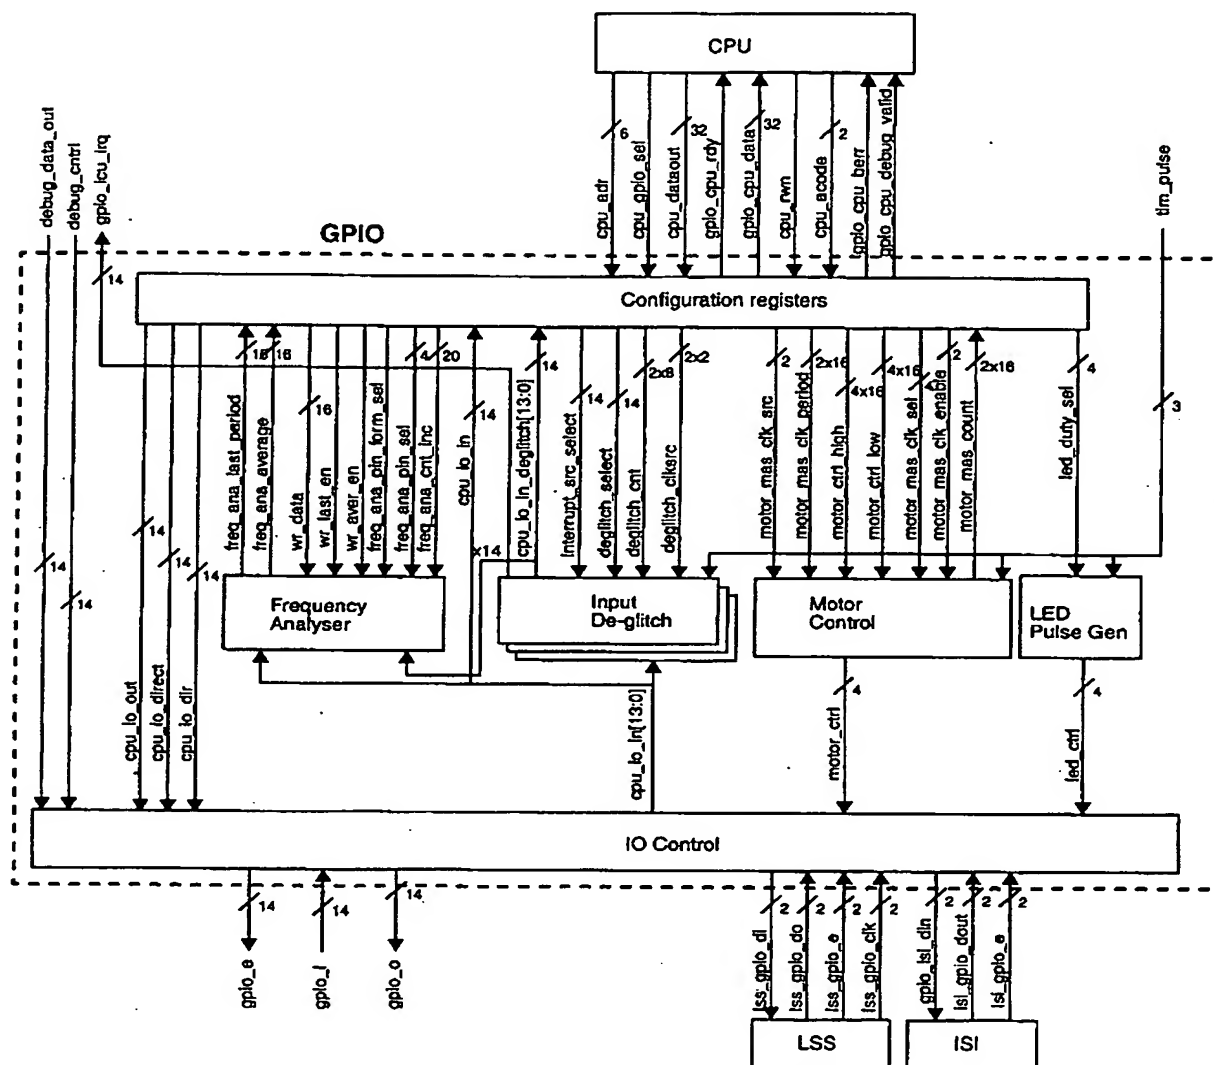 CPU
debug_data_out
debug_cntrl
gpio_icu_irq
6
cpu_adr
cpu_gpio_sel
32
cpu_dataout
gpio_cpu_rdy
32
gpio_cpu_data
cpu_rwn
2
cpu_acode
gpio_cpu_berr
gpio_cpu_debug_valid
tim_pulse
3
GPIO
14
Configuration registers
16
freq_ana_last_period
16
freq_ana_average
16
wr_data
wr_last_en
wr_aver_en
freq_ana_pin_form_sel
4
freq_ana_pin_sel
20
freq_ana_cnt_inc
14
cpu_io_in
14
cpu_io_in_deglitch[13:0]
14
interrupt_src_select
14
deglitch_select
2x8
deglitch_cnt
2x2
deglitch_clksrc
2
motor_mas_clk_src
2x16
motor_mas_clk_period
4x16
motor_ctrl_high
4x16
motor_ctrl_low
motor_mas_clk_sel
2
motor_mas_clk_enable
2x16
motor_mas_count
4
led_duty_sel
x14
Frequency
Analyser
Input
De-glitch
Motor
Control
LED
Pulse Gen
14
14
14
14
14
cpu_io_out
cpu_io_direct
cpu_io_dir
cpu_io_in[13:0]
4
motor_ctrl
4
led_ctrl
IO Control
14
gpio_e
14
gpio_i
14
gpio_o
2
lss_gpio_di
2
lss_gpio_do
2
lss_gpio_e
2
lss_gpio_clk
2
gpio_isi_din
2
isi_gpio_dout
2
isi_gpio_e
LSS
ISI